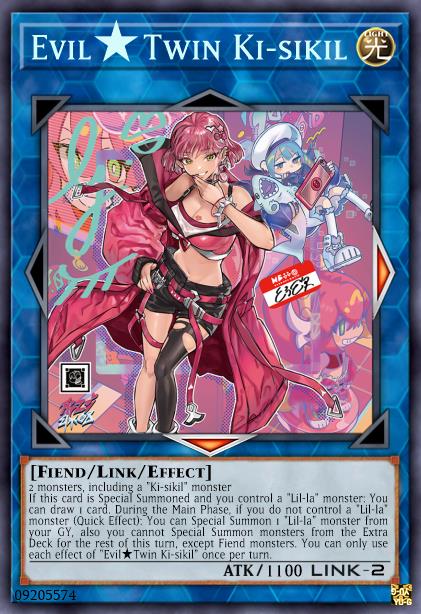 Evil★Twin Ki-sikil
LIGHT
光
[Fiend/Link/Effect]
2 monsters, including a "Ki-sikil" monster
If this card is Special Summoned and you control a "Lil-la" monster: You
can draw 1 card. During the Main Phase, if you do not control a "Lil-la"
monster (Quick Effect): You can Special Summon 1 "Lil-la" monster from
your GY, also you cannot Special Summon monsters from the Extra
Deck for the rest of this turn, except Fiend monsters. You can only use
each effect of "Evil★Twin Ki-sikil" once per turn.
ATK/1100 LINK-2
09205574